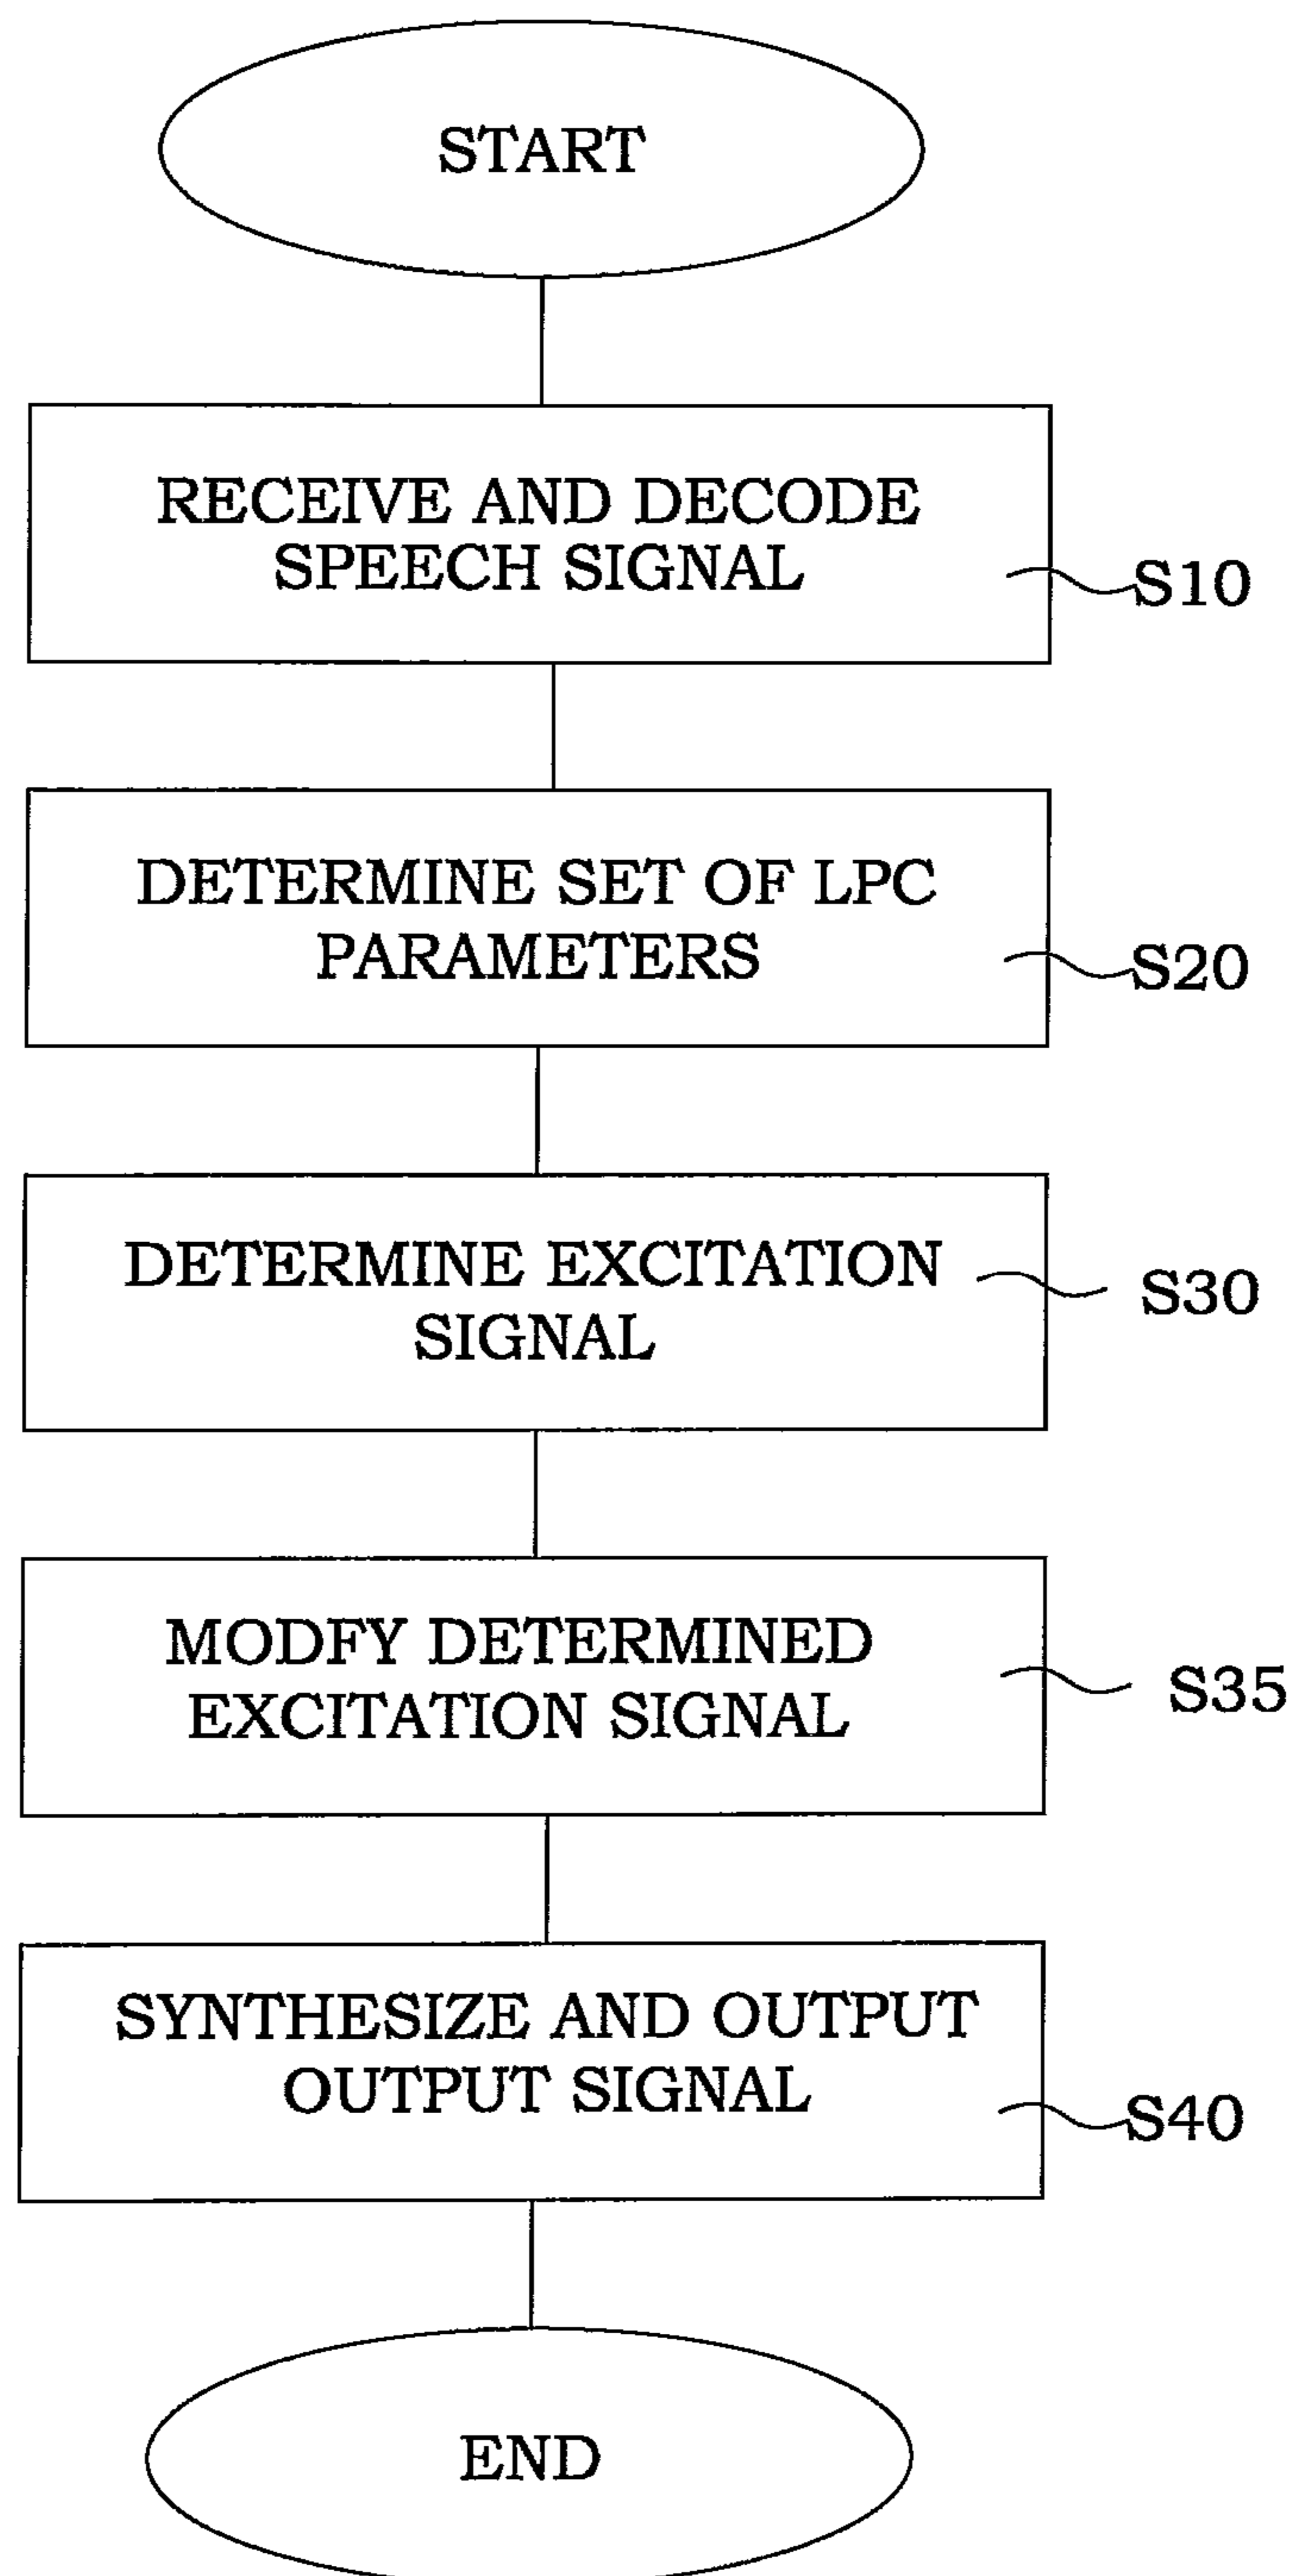 START
RECEIVE AND DECODE
SPEECH SIGNAL
S10
DETERMINE SET OF LPC
PARAMETERS
S20
DETERMINE EXCITATION
SIGNAL
S30
MODFY DETERMINED
EXCITATION SIGNAL
S35
SYNTHESIZE AND OUTPUT
OUTPUT SIGNAL
S40
END